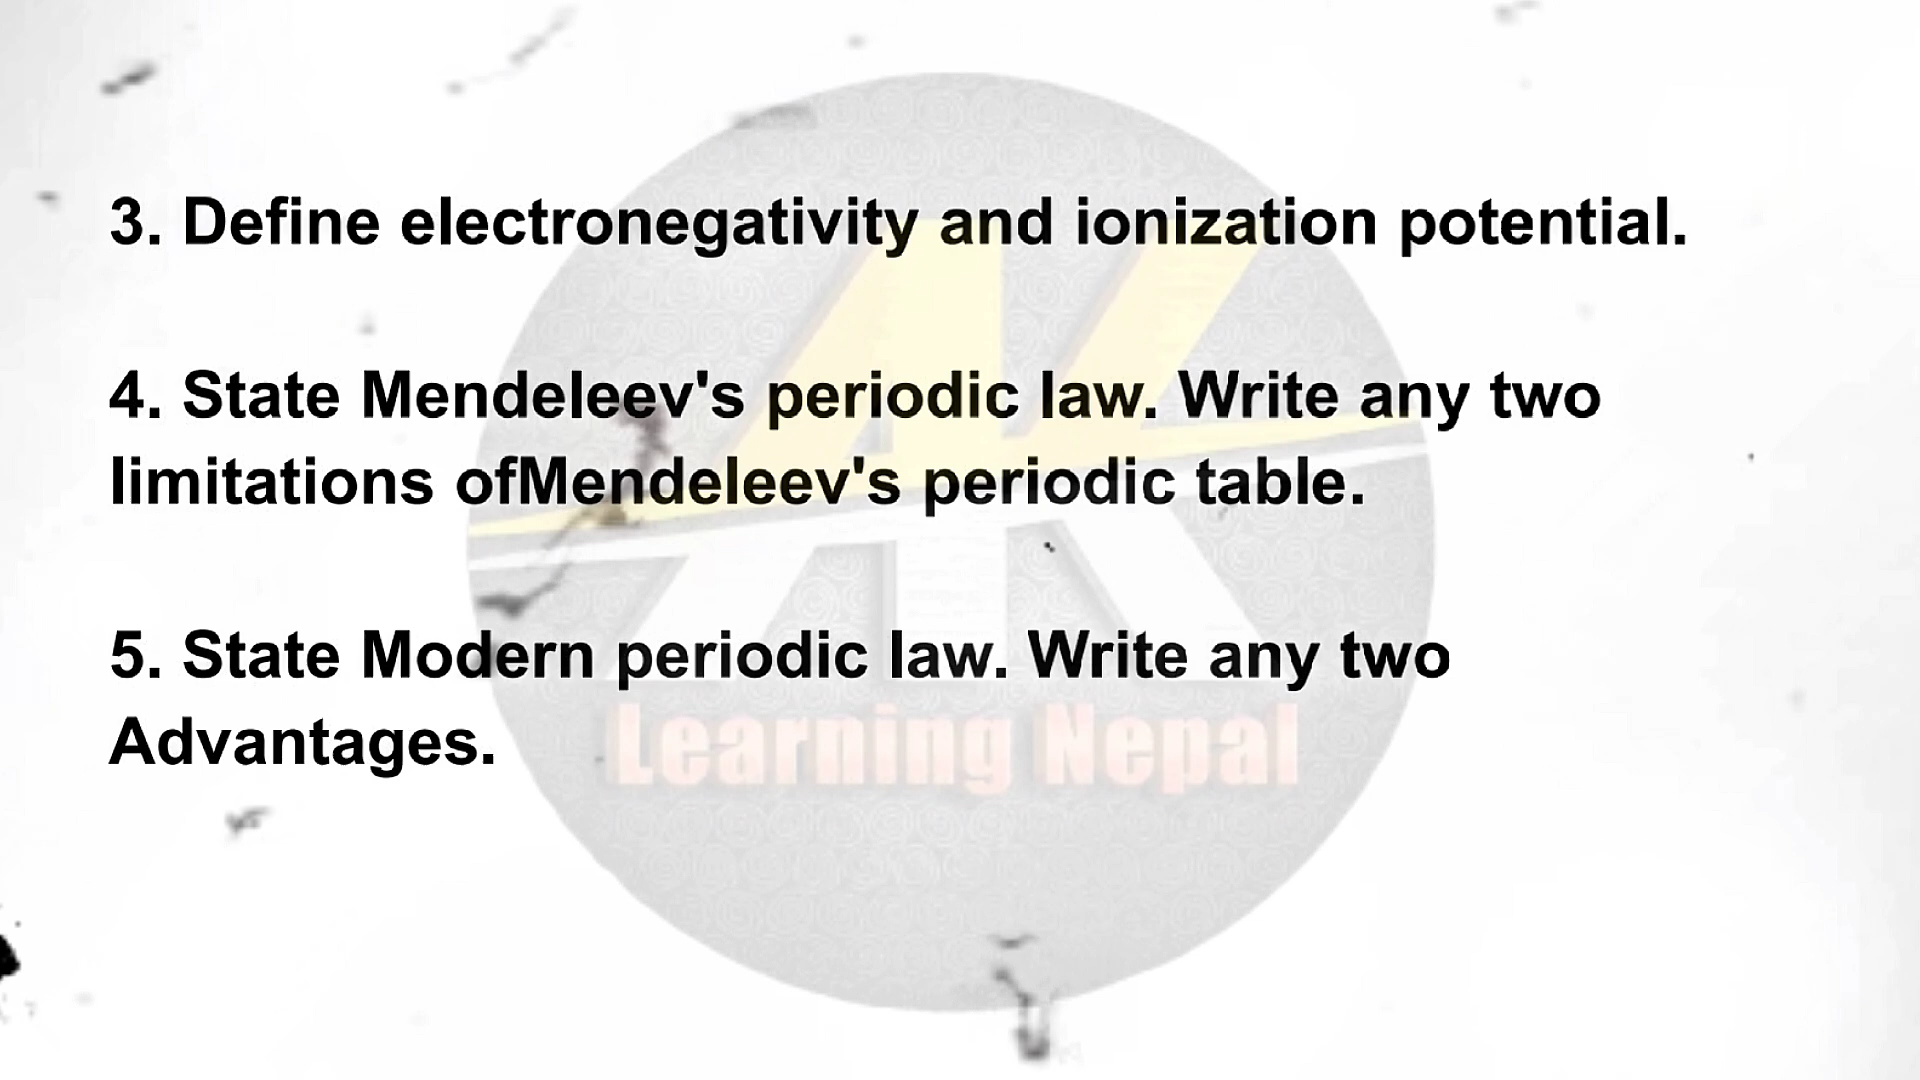 3. Define electronegativity and ionization potential.
4. State Mendeleev's periodic law. Write any two
limitations ofMendeleev's periodic table.
5. State Modern periodic law. Write any two
Advantages.
AK
Learning Nepal